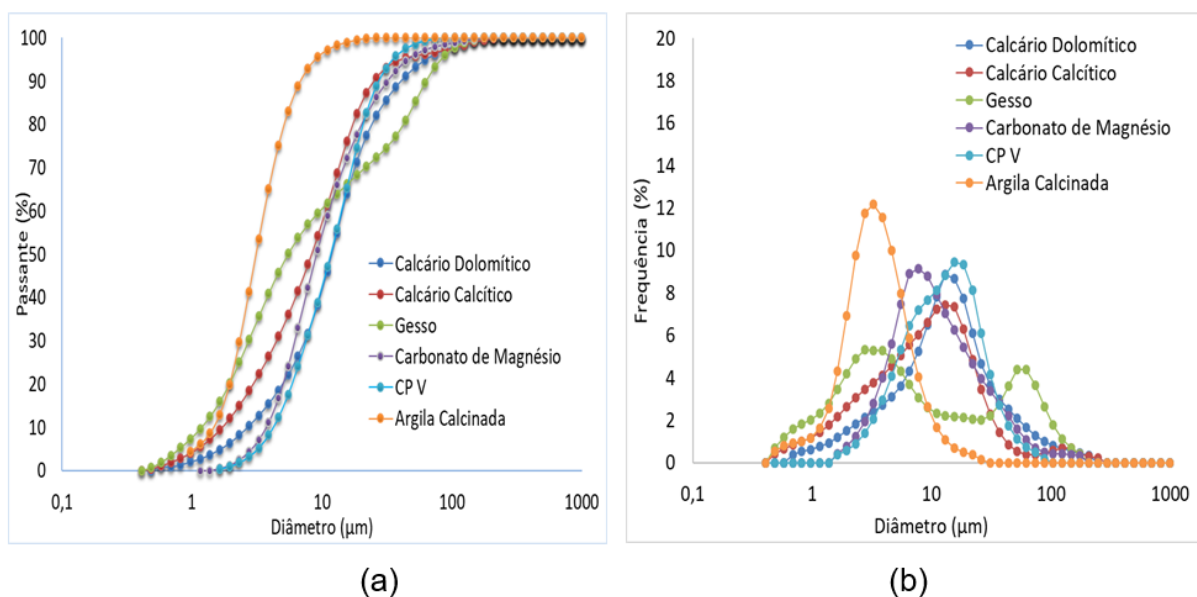 100
90
80
70
60
50
40
30
20
10
0
Passante (%)
Calcário Dolomítico
Calcário Calcítico
Gesso
Carbonato de Magnésio
CP V
Argila Calcinada
0,1 1 10 100 1000
Diâmetro (µm)
(a)
20
18
16
14
12
10
8
6
4
2
0
Frequência (%)
Calcário Dolomítico
Calcário Calcítico
Gesso
Carbonato de Magnésio
CP V
Argila Calcinada
0,1 1 10 100 1000
Diâmetro (µm)
(b)